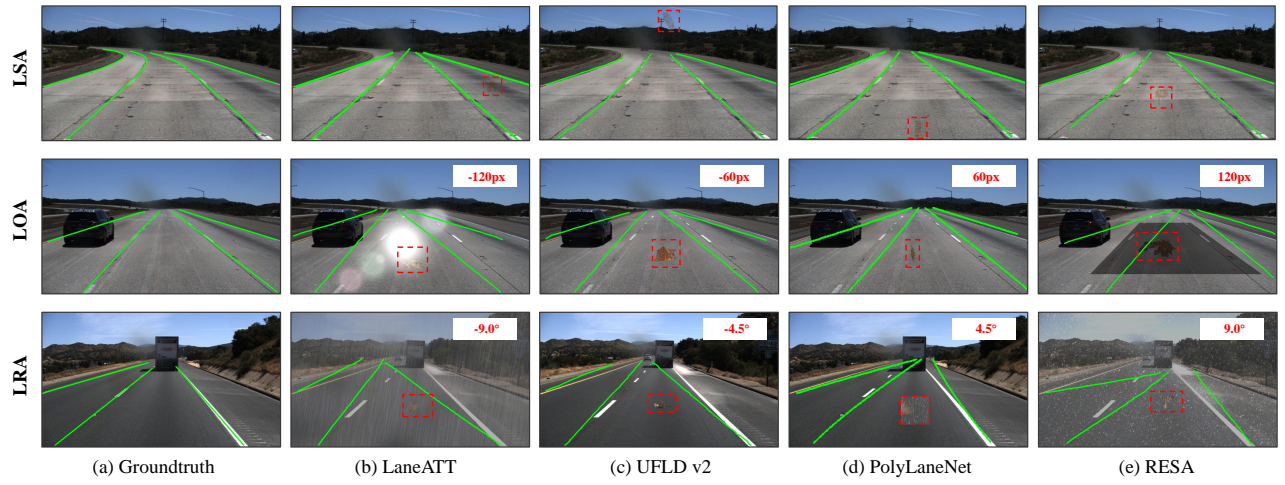 LSA
LOA
-120px
-60px
60px
120px
LRA
-9.0°
-4.5°
4.5°
9.0°
(a) Groundtruth
(b) LaneATT
(c) UFLD v2
(d) PolyLaneNet
(e) RESA